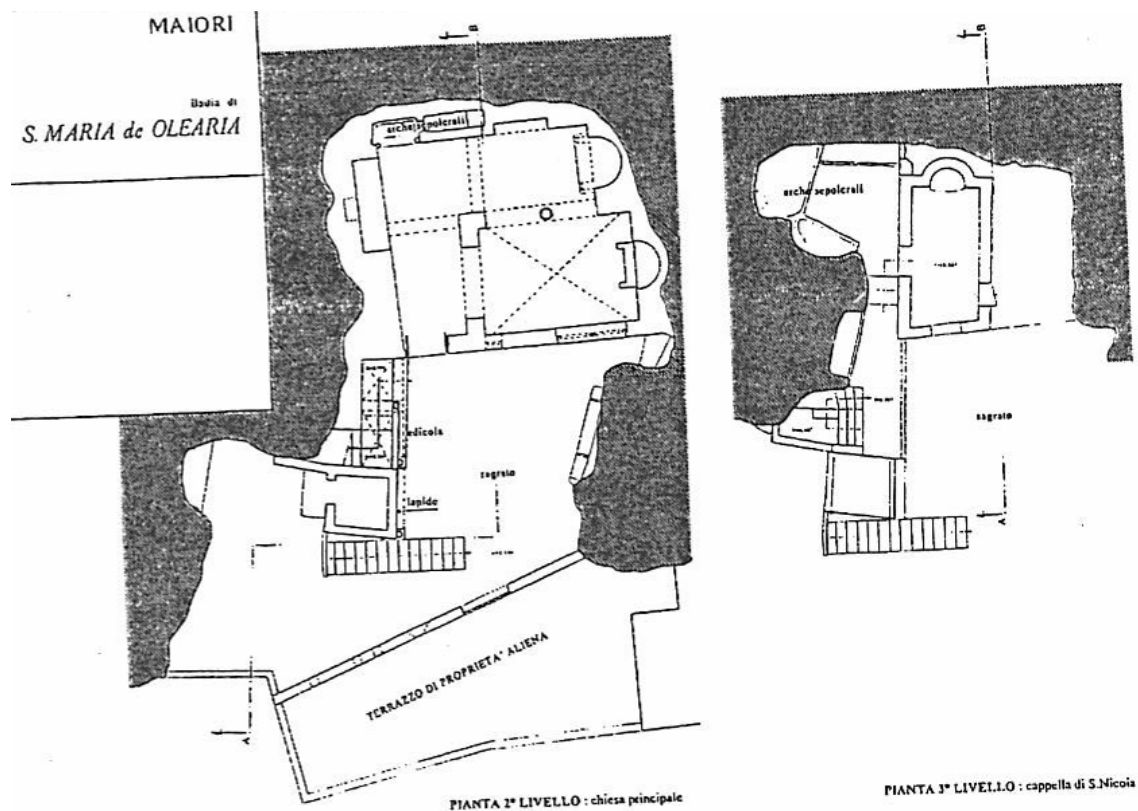 MAIORI
Badia di
S. MARIA de OLEARIA
B
arche sepolcrali
edicola
sagrato
lapide
A
TERRAZZO DI PROPRIETA' ALIENA
A
PIANTA 2° LIVELLO : chiesa principale
B
arche sepolcrali
sagrato
A
PIANTA 3° LIVELLO : cappella di S.Nicola